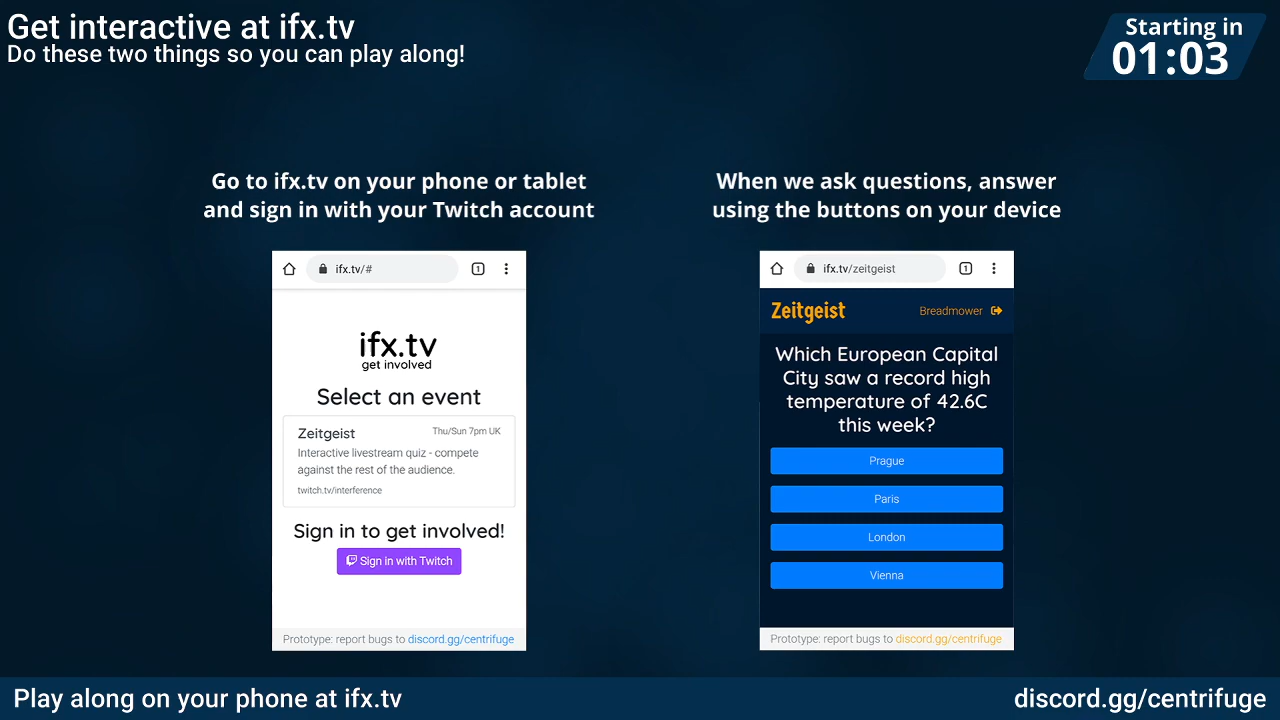 Get interactive at ifx.tv
Do these two things so you can play along!
Starting in
01:03
Go to ifx.tv on your phone or tablet
and sign in with your Twitch account
ifx.tv/#
1
ifx.tv
get involved
Select an event
Zeitgeist
Thu/Sun 7pm UK
Interactive livestream quiz - compete
against the rest of the audience.
twitch.tv/interference
Sign in to get involved!
Sign in with Twitch
Prototype: report bugs to discord.gg/centrifuge
When we ask questions, answer
using the buttons on your device
ifx.tv/zeitgeist
1
Zeitgeist
Breadmower
Which European Capital
City saw a record high
temperature of 42.6C
this week?
Prague
Paris
London
Vienna
Prototype: report bugs to discord.gg/centrifuge
Play along on your phone at ifx.tv
discord.gg/centrifuge